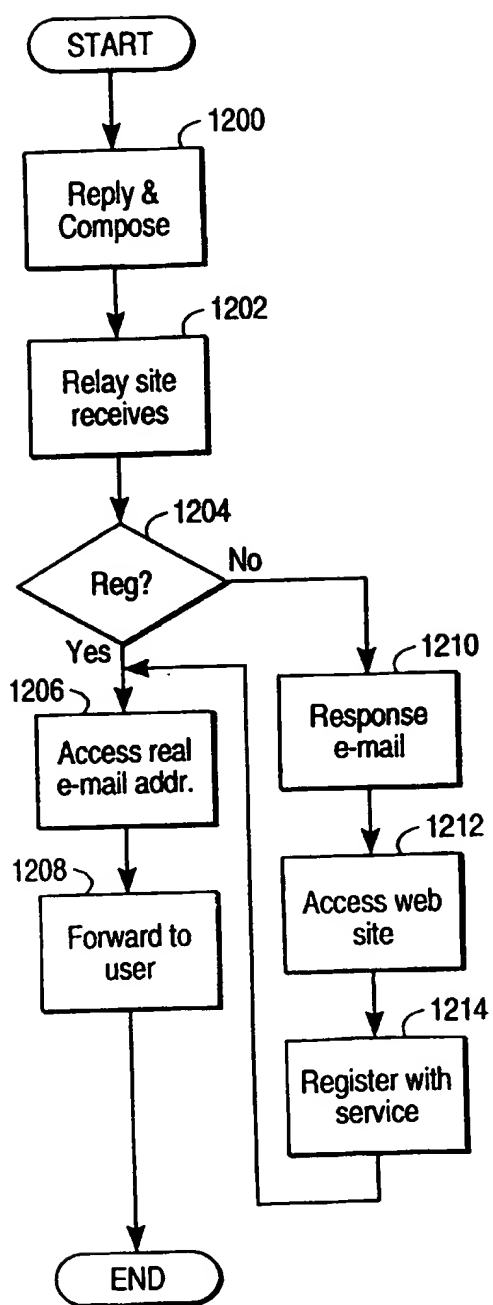 START
1200
Reply &
Compose
1202
Relay site
receives
1204
Reg?
No
Yes
1206
Access real
e-mail addr.
1208
Forward to
user
1210
Response
e-mail
1212
Access web
site
1214
Register with
service
END